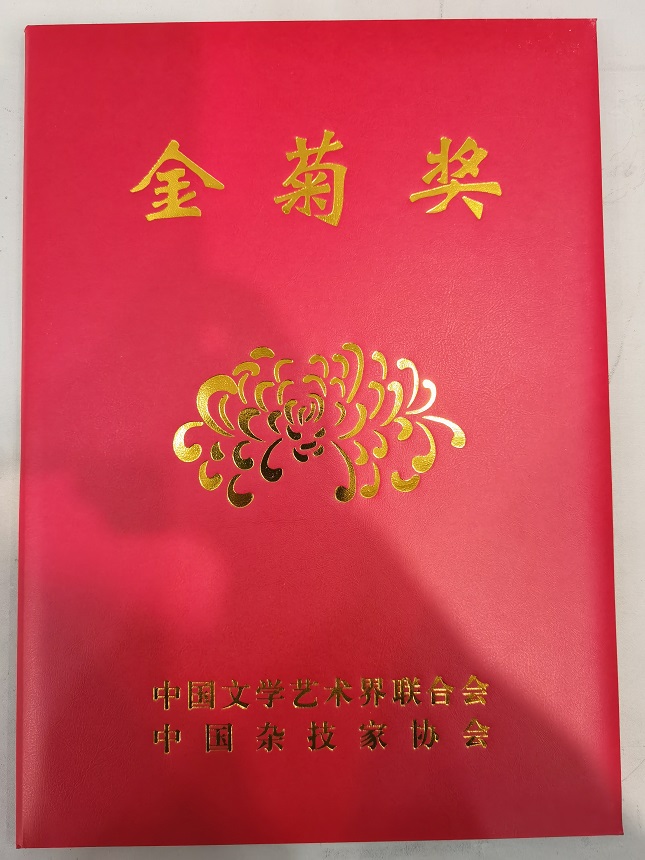 金菊奖
中国文学艺术界联合会
中国杂技家协会